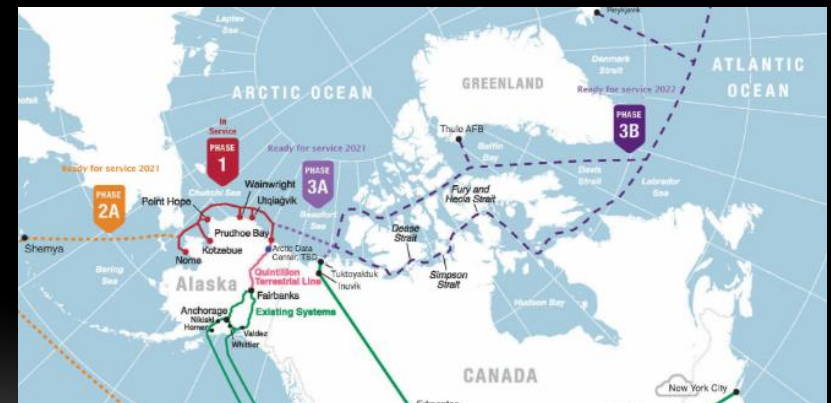 Laptev
Sea
Reykjavik
Denmark
Strait
ATLANTIC
OCEAN
GREENLAND
ARCTIC OCEAN
Ready for service 2022
In
Service
PHASE
3B
Thule AFB
PHASE
1
Ready for service 2021
Baffin
Bay
Ready for service 2021
PHASE
3A
Davis
Strait
Labrador
Sea
PHASE
2A
Chukchi Sea
Wainwright
Utqiaġvik
Point Hope
Beaufort
Sea
Fury and
Hecla Strait
Prudhoe Bay
Dease
Strait
Shemya
Kotzebue
Arctic Data
Center, TBD
Nome
Bering
Sea
Quintillion
Terrestrial Line
Tuktoyaktuk
Inuvik
Simpson
Strait
Alaska
Fairbanks
Hudson Bay
Anchorage
Existing Systems
Nikiski
Homer
Valdez
Whittier
CANADA
New York City
Edmonton